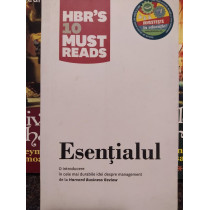 HBR'S
10
MUST
READS
Esențialul
O introducere
în cele mai durabile idei despre management
de la Harvard Business Review